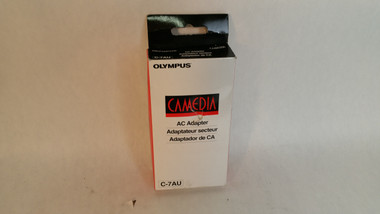 OLYMPUS
CAMEDIA
AC Adapter
Adaptateur secteur
Adaptador de CA
C-7AU